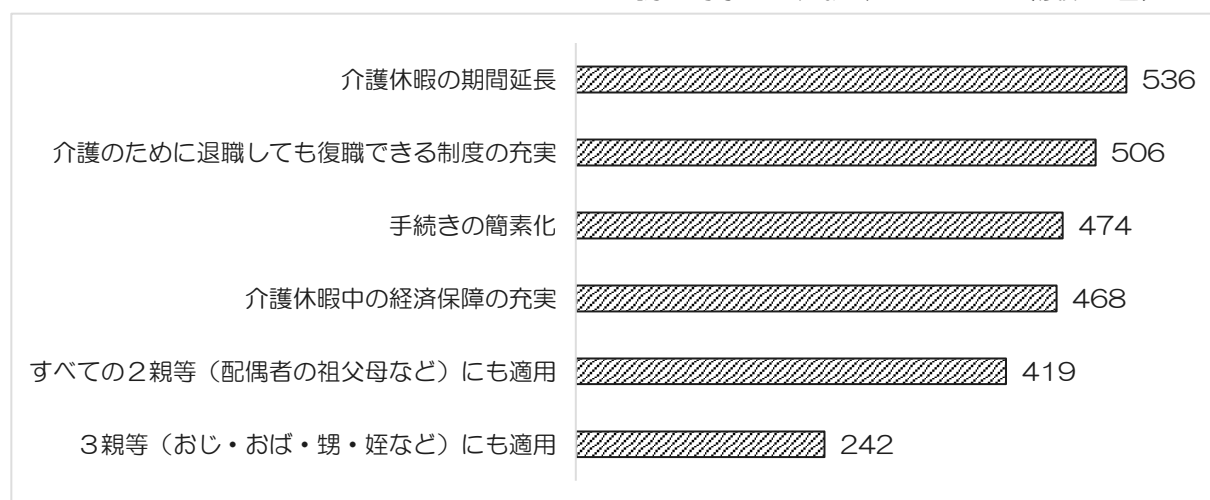 介護休暇の期間延長 536
介護のために退職しても復職できる制度の充実 506
手続きの簡素化 474
介護休暇中の経済保障の充実 468
すべての２親等（配偶者の祖父母など）にも適用 419
３親等（おじ・おば・甥・姪など）にも適用 242